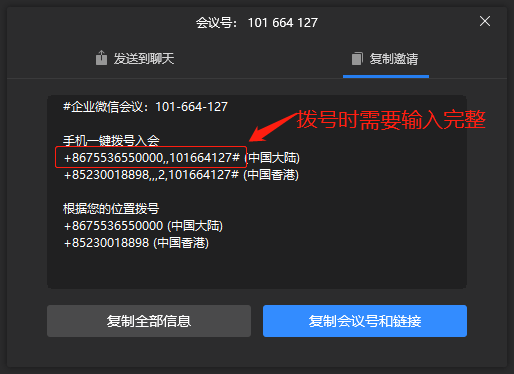 会议号： 101 664 127
发送到聊天
复制邀请
#企业微信会议：101-664-127
拨号时需要输入完整
手机一键拨号入会
+8675536550000,,101664127# (中国大陆)
+85230018898,,,2,101664127# (中国香港)
根据您的位置拨号
+8675536550000 (中国大陆)
+85230018898 (中国香港)
复制全部信息
复制会议号和链接